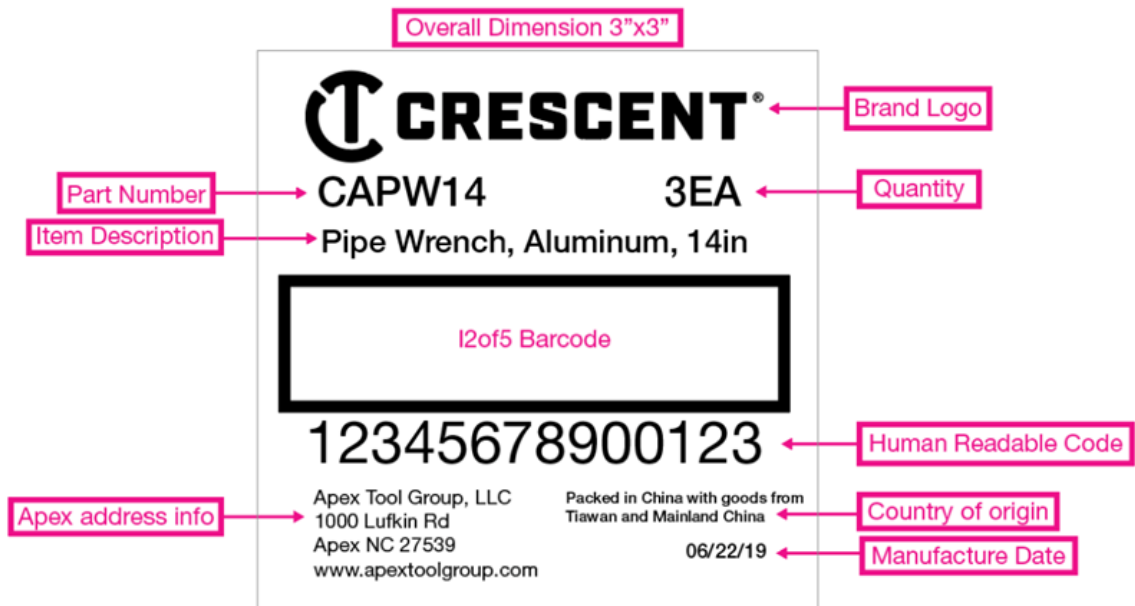 Overall Dimension 3”x3”
CRESCENT®
Brand Logo
Part Number
CAPW14
3EA
Quantity
Item Description
Pipe Wrench, Aluminum, 14in
I2of5 Barcode
12345678900123
Human Readable Code
Apex address info
Apex Tool Group, LLC
1000 Lufkin Rd
Apex NC 27539
www.apextoolgroup.com
Packed in China with goods from
Tiawan and Mainland China
Country of origin
06/22/19
Manufacture Date